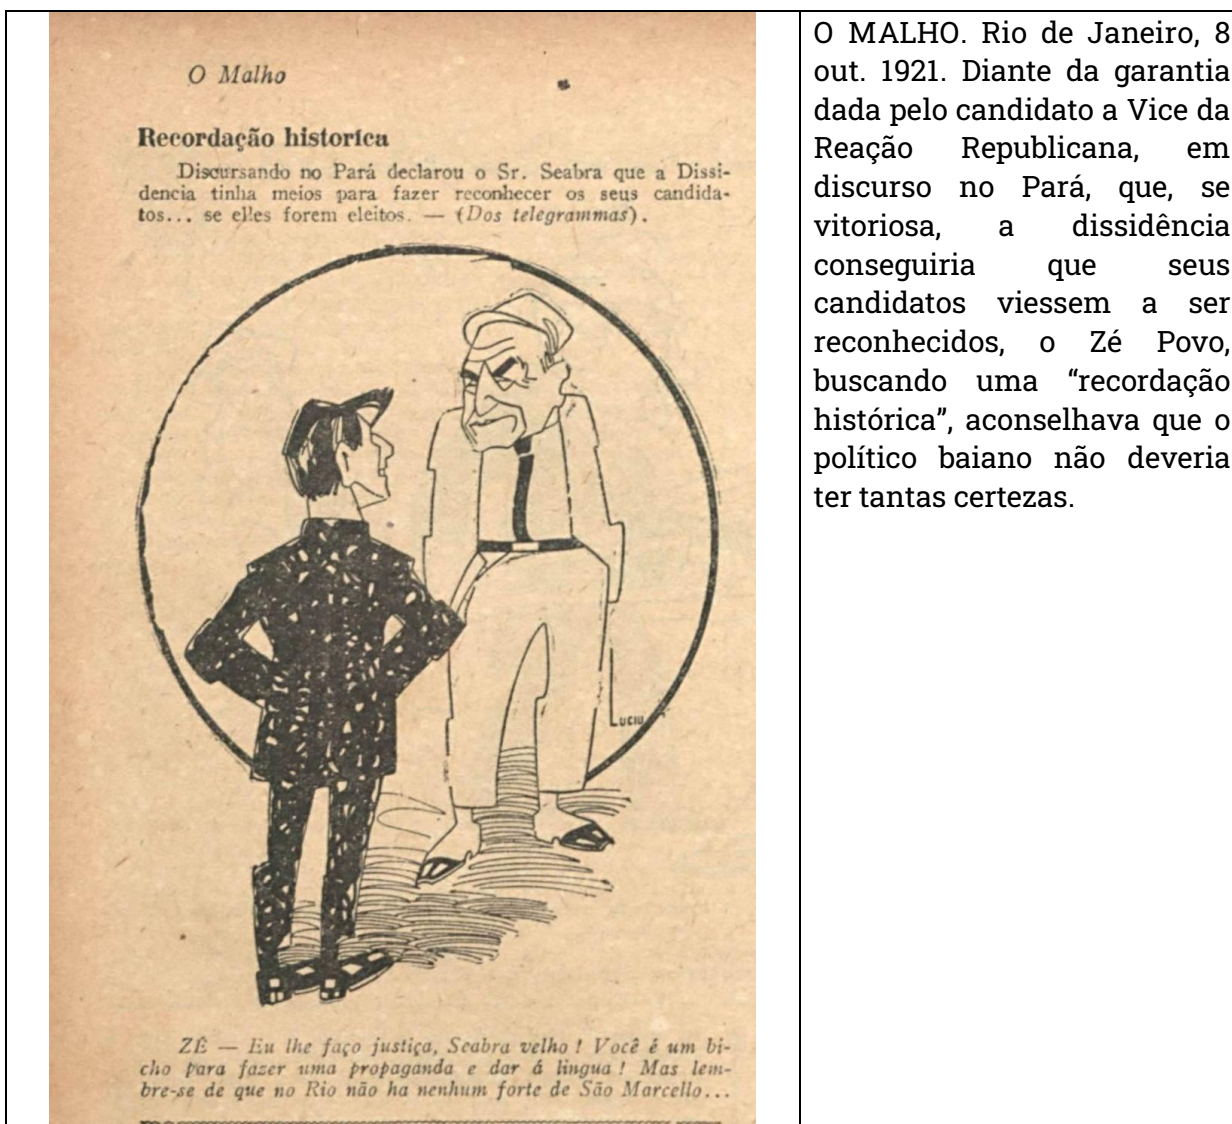 O Malho
Recordação historica
Discursando no Pará declarou o Sr. Seabra que a Dissi-
dencia tinha meios para fazer reconhecer os seus candida-
tos... se elles forem eleitos. — (Dos telegrammas).
LUCIU
ZÉ — Eu lhe faço justiça, Seabra velho ! Você é um bi-
cho para fazer uma propaganda e dar á lingua ! Mas lem-
bre-se de que no Rio não ha nenhum forte de São Marcello...
O MALHO. Rio de Janeiro, 8
out. 1921. Diante da garantia
dada pelo candidato a Vice da
Reação Republicana, em
discurso no Pará, que, se
vitoriosa, a dissidência
conseguiria que seus
candidatos viessem a ser
reconhecidos, o Zé Povo,
buscando uma “recordação
histórica”, aconselhava que o
político baiano não deveria
ter tantas certezas.